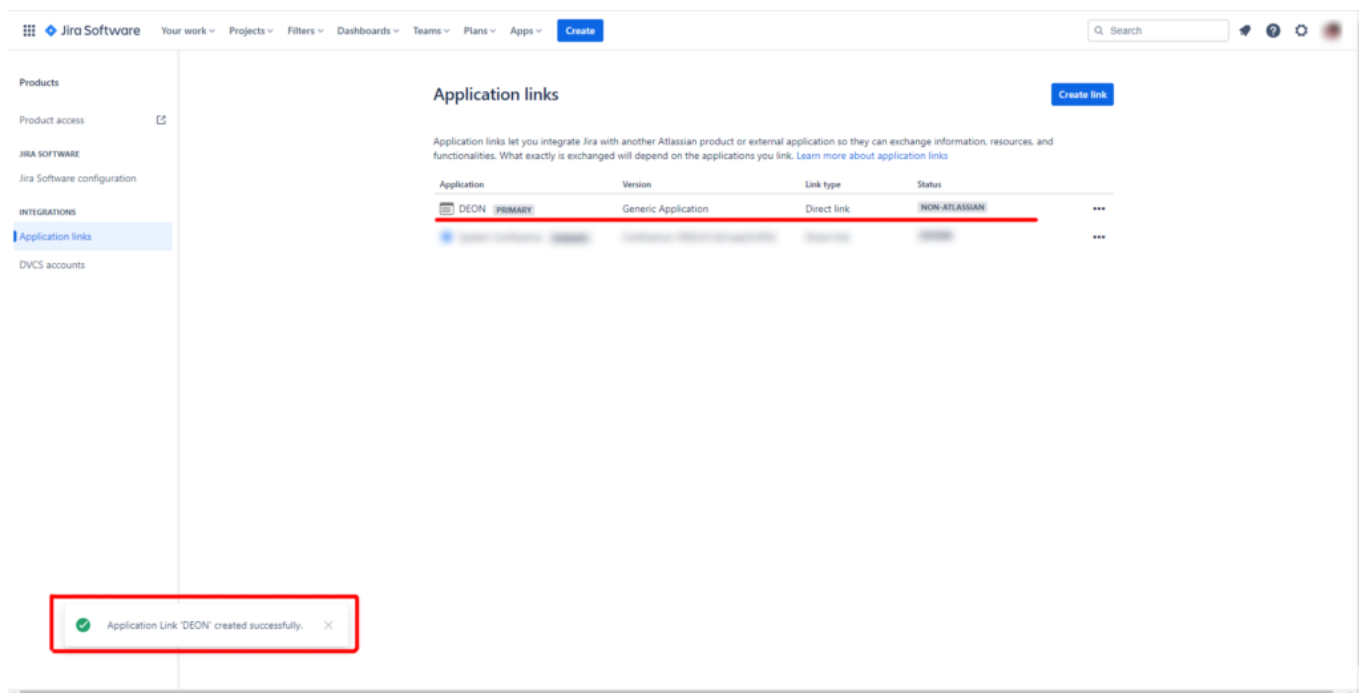 Jira Software Your work Projects Filters Dashboards Teams Plans Apps Create Search
Products
Product access
JIRA SOFTWARE
Jira Software configuration
INTEGRATIONS
Application links
DVCS accounts
Application links Create link
Application links let you integrate Jira with another Atlassian product or external application so they can exchange information, resources, and
functionalities. What exactly is exchanged will depend on the applications you link. Learn more about application links
Application Version Link type Status
DEON PRIMARY Generic Application Direct link NON-ATLASSIAN
Application Link 'DEON' created successfully.